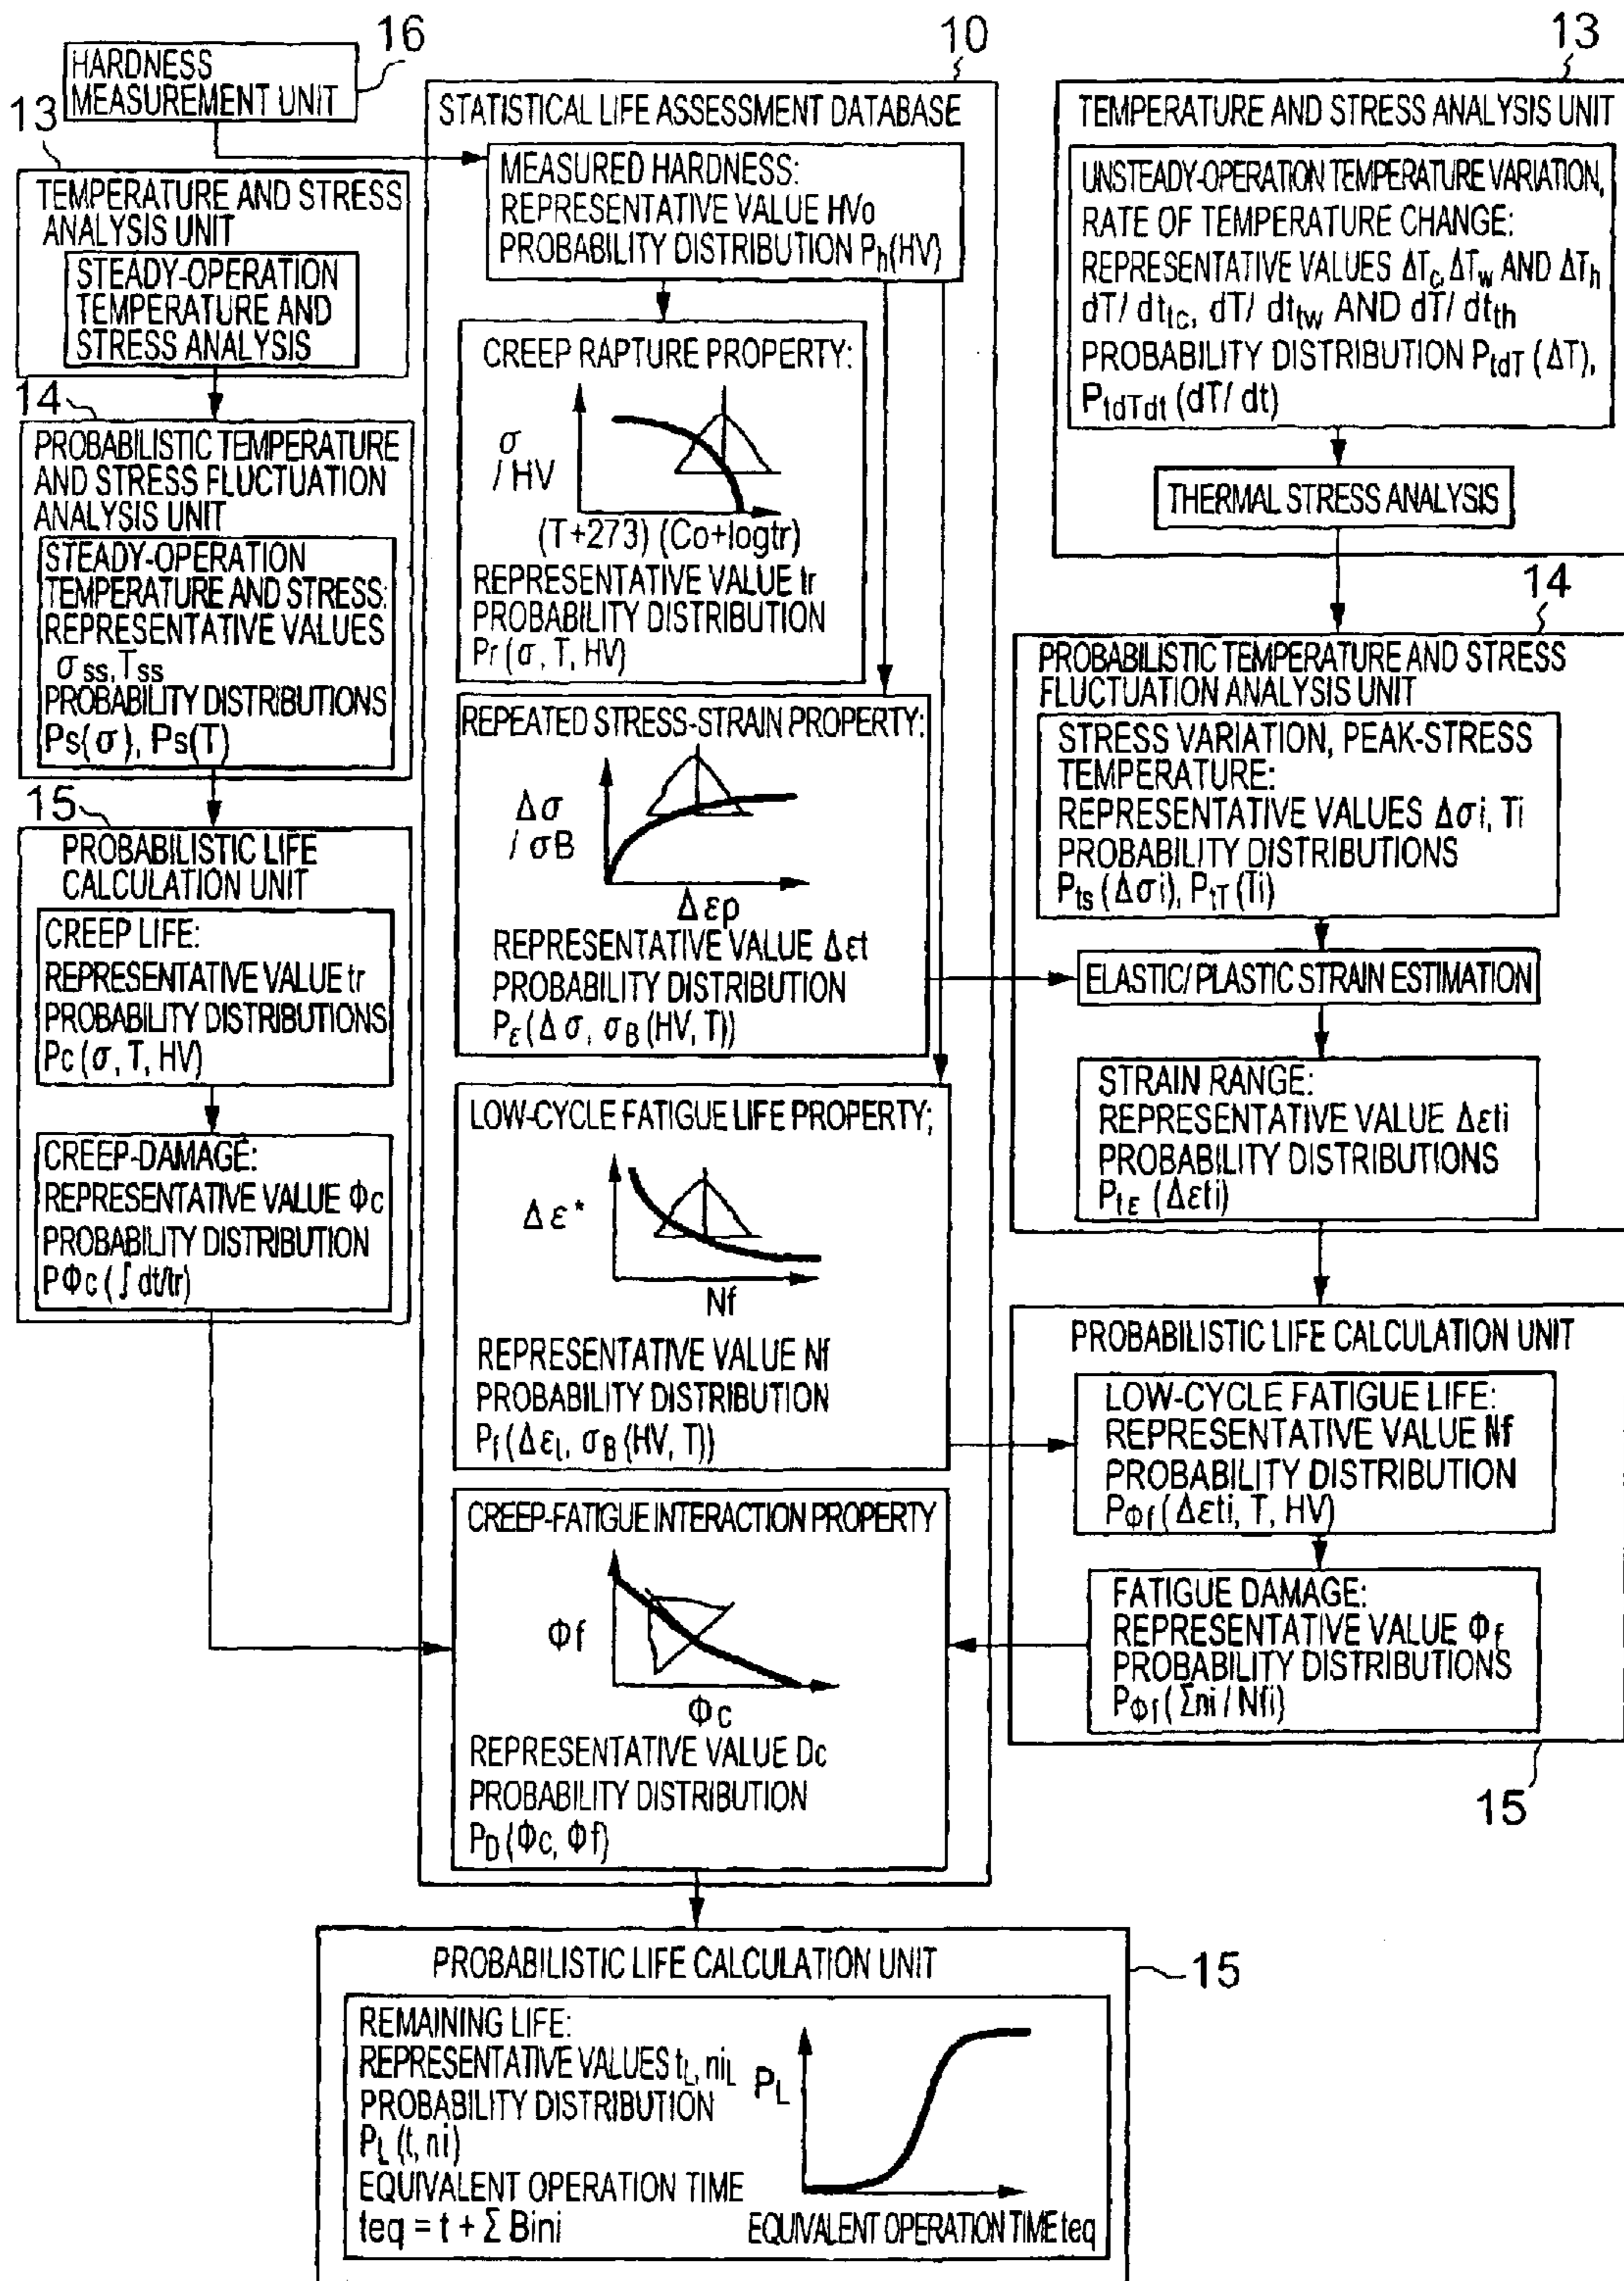 16
HARDNESS
MEASUREMENT UNIT
13
TEMPERATURE AND STRESS
ANALYSIS UNIT
STEADY-OPERATION
TEMPERATURE AND
STRESS ANALYSIS
14
PROBABILISTIC TEMPERATURE
AND STRESS FLUCTUATION
ANALYSIS UNIT
STEADY-OPERATION
TEMPERATURE AND STRESS:
REPRESENTATIVE VALUES
σss, Tss
PROBABILITY DISTRIBUTIONS
Ps(σ), Ps(T)
15
PROBABILISTIC LIFE
CALCULATION UNIT
CREEP LIFE:
REPRESENTATIVE VALUE tr
PROBABILITY DISTRIBUTIONS
Pc (σ, T, HV)
CREEP-DAMAGE:
REPRESENTATIVE VALUE Φc
PROBABILITY DISTRIBUTION
PΦc (∫ dt/tr)
10
STATISTICAL LIFE ASSESSMENT DATABASE
MEASURED HARDNESS:
REPRESENTATIVE VALUE HVo
PROBABILITY DISTRIBUTION Ph(HV)
CREEP RAPTURE PROPERTY:
σ
/ HV
(T+273) (Co+logtr)
REPRESENTATIVE VALUE tr
PROBABILITY DISTRIBUTION
Pr (σ, T, HV)
REPEATED STRESS-STRAIN PROPERTY:
Δσ
/ σB
Δεp
REPRESENTATIVE VALUE Δεt
PROBABILITY DISTRIBUTION
Pε (Δσ, σB (HV, T))
LOW-CYCLE FATIGUE LIFE PROPERTY;
Δε*
Nf
REPRESENTATIVE VALUE Nf
PROBABILITY DISTRIBUTION
Pf (Δεt, σB (HV, T))
CREEP-FATIGUE INTERACTION PROPERTY
Φf
Φc
REPRESENTATIVE VALUE Dc
PROBABILITY DISTRIBUTION
PD (Φc, Φf)
13
TEMPERATURE AND STRESS ANALYSIS UNIT
UNSTEADY-OPERATION TEMPERATURE VARIATION,
RATE OF TEMPERATURE CHANGE:
REPRESENTATIVE VALUES ΔTc ΔTw AND ΔTh
dT/ dttc, dT/ dttw AND dT/ dtth
PROBABILITY DISTRIBUTION PtdT (ΔT),
PtdTdt (dT/ dt)
THERMAL STRESS ANALYSIS
14
PROBABILISTIC TEMPERATURE AND STRESS
FLUCTUATION ANALYSIS UNIT
STRESS VARIATION, PEAK-STRESS
TEMPERATURE:
REPRESENTATIVE VALUES Δσi, Ti
PROBABILITY DISTRIBUTIONS
Pts (Δσi), PtT (Ti)
ELASTIC/ PLASTIC STRAIN ESTIMATION
STRAIN RANGE:
REPRESENTATIVE VALUE Δεti
PROBABILITY DISTRIBUTIONS
Ptε (Δεti)
PROBABILISTIC LIFE CALCULATION UNIT
LOW-CYCLE FATIGUE LIFE:
REPRESENTATIVE VALUE Nf
PROBABILITY DISTRIBUTION
PΦf (Δεti, T, HV)
FATIGUE DAMAGE:
REPRESENTATIVE VALUE Φf
PROBABILITY DISTRIBUTIONS
PΦf (Σni / Nfi)
15
PROBABILISTIC LIFE CALCULATION UNIT
15
REMAINING LIFE:
REPRESENTATIVE VALUES tL, niL
PROBABILITY DISTRIBUTION
PL (t, ni)
EQUIVALENT OPERATION TIME
teq = t + Σ Bini
PL
EQUIVALENT OPERATION TIME teq